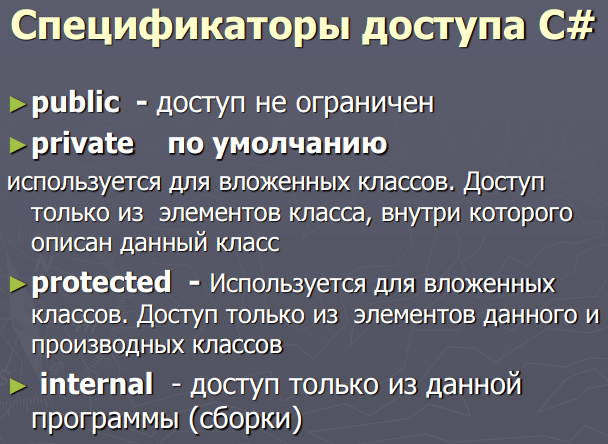 Спецификаторы доступа C#
►public - доступ не ограничен
►private по умолчанию
используется для вложенных классов. Доступ
только из элементов класса, внутри которого
описан данный класс
►protected - Используется для вложенных
классов. Доступ только из элементов данного и
производных классов
► internal - доступ только из данной
программы (сборки)